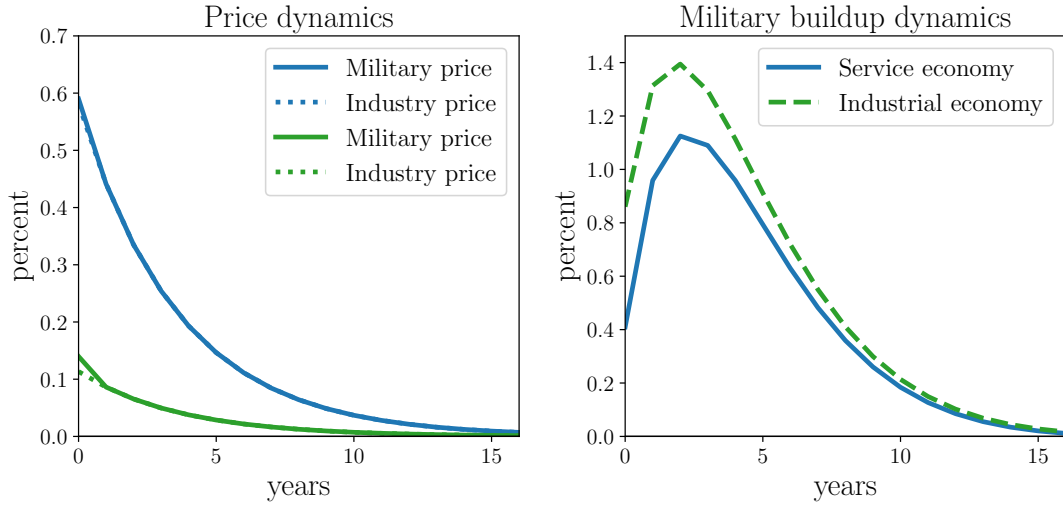 Price dynamics
0.7
0.6
0.5
0.4
0.3
0.2
0.1
0.0
percent
0
5
10
15
years
Military price
Industry price
Military price
Industry price
Military buildup dynamics
1.4
1.2
1.0
0.8
0.6
0.4
0.2
0.0
percent
0
5
10
15
years
Service economy
Industrial economy